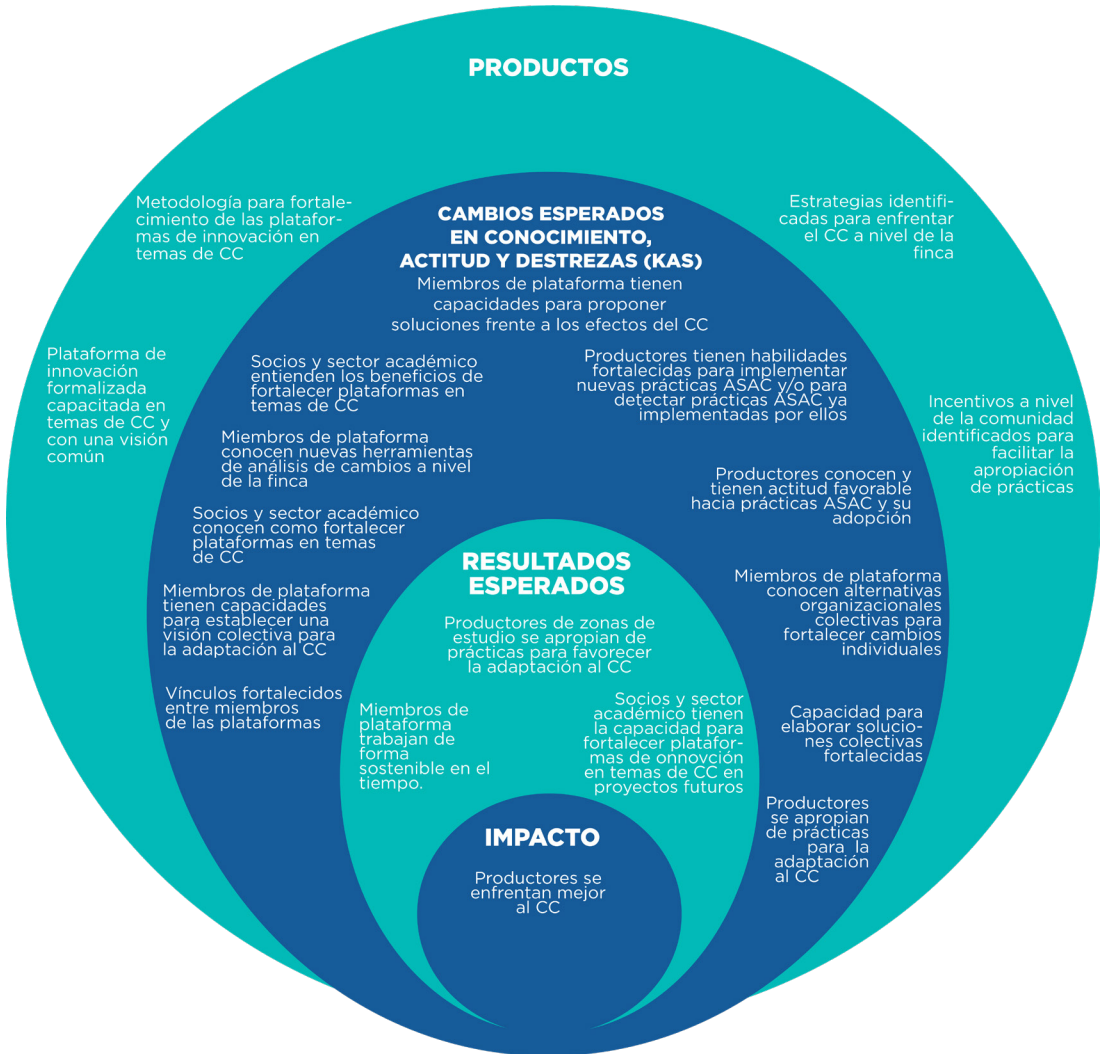 PRODUCTOS
Metodología para fortale-
cimiento de las platafor-
mas de innovación en
temas de CC
Estrategias identifi-
cadas para enfrentar
el CC a nivel de la
finca
Plataforma de
innovación
formalizada
capacitada en
temas de CC y
con una visión
común
Incentivos a nivel
de la comunidad
identificados para
facilitar la
apropiación
de prácticas
CAMBIOS ESPERADOS
EN CONOCIMIENTO,
ACTITUD Y DESTREZAS (KAS)
Miembros de plataforma tienen
capacidades para proponer
soluciones frente a los efectos del CC
Socios y sector académico
entienden los beneficios de
fortalecer plataformas en
temas de CC
Miembros de plataforma
conocen nuevas herramientas
de análisis de cambios a nivel
de la finca
Socios y sector académico
conocen como fortalecer
plataformas en temas
de CC
Miembros de plataforma
tienen capacidades
para establecer una
visión colectiva para
la adaptación al CC
Vínculos fortalecidos
entre miembros
de las plataformas
Productores tienen habilidades
fortalecidas para implementar
nuevas prácticas ASAC y/o para
detectar prácticas ASAC ya
implementadas por ellos
Productores conocen y
tienen actitud favorable
hacia prácticas ASAC y su
adopción
Miembros de plataforma
conocen alternativas
organizacionales
colectivas para
fortalecer cambios
individuales
Capacidad para
elaborar solucio-
nes colectivas
fortalecidas
Productores
se apropian
de prácticas
para la
adaptación
al CC
RESULTADOS
ESPERADOS
Productores de zonas de
estudio se apropian de
prácticas para favorecer
la adaptación al CC
Miembros de
plataforma
trabajan de
forma
sostenible en el
tiempo.
Socios y sector
académico tienen
la capacidad para
fortalecer platafor-
mas de onnovción
en temas de CC en
proyectos futuros
IMPACTO
Productores se
enfrentan mejor
al CC